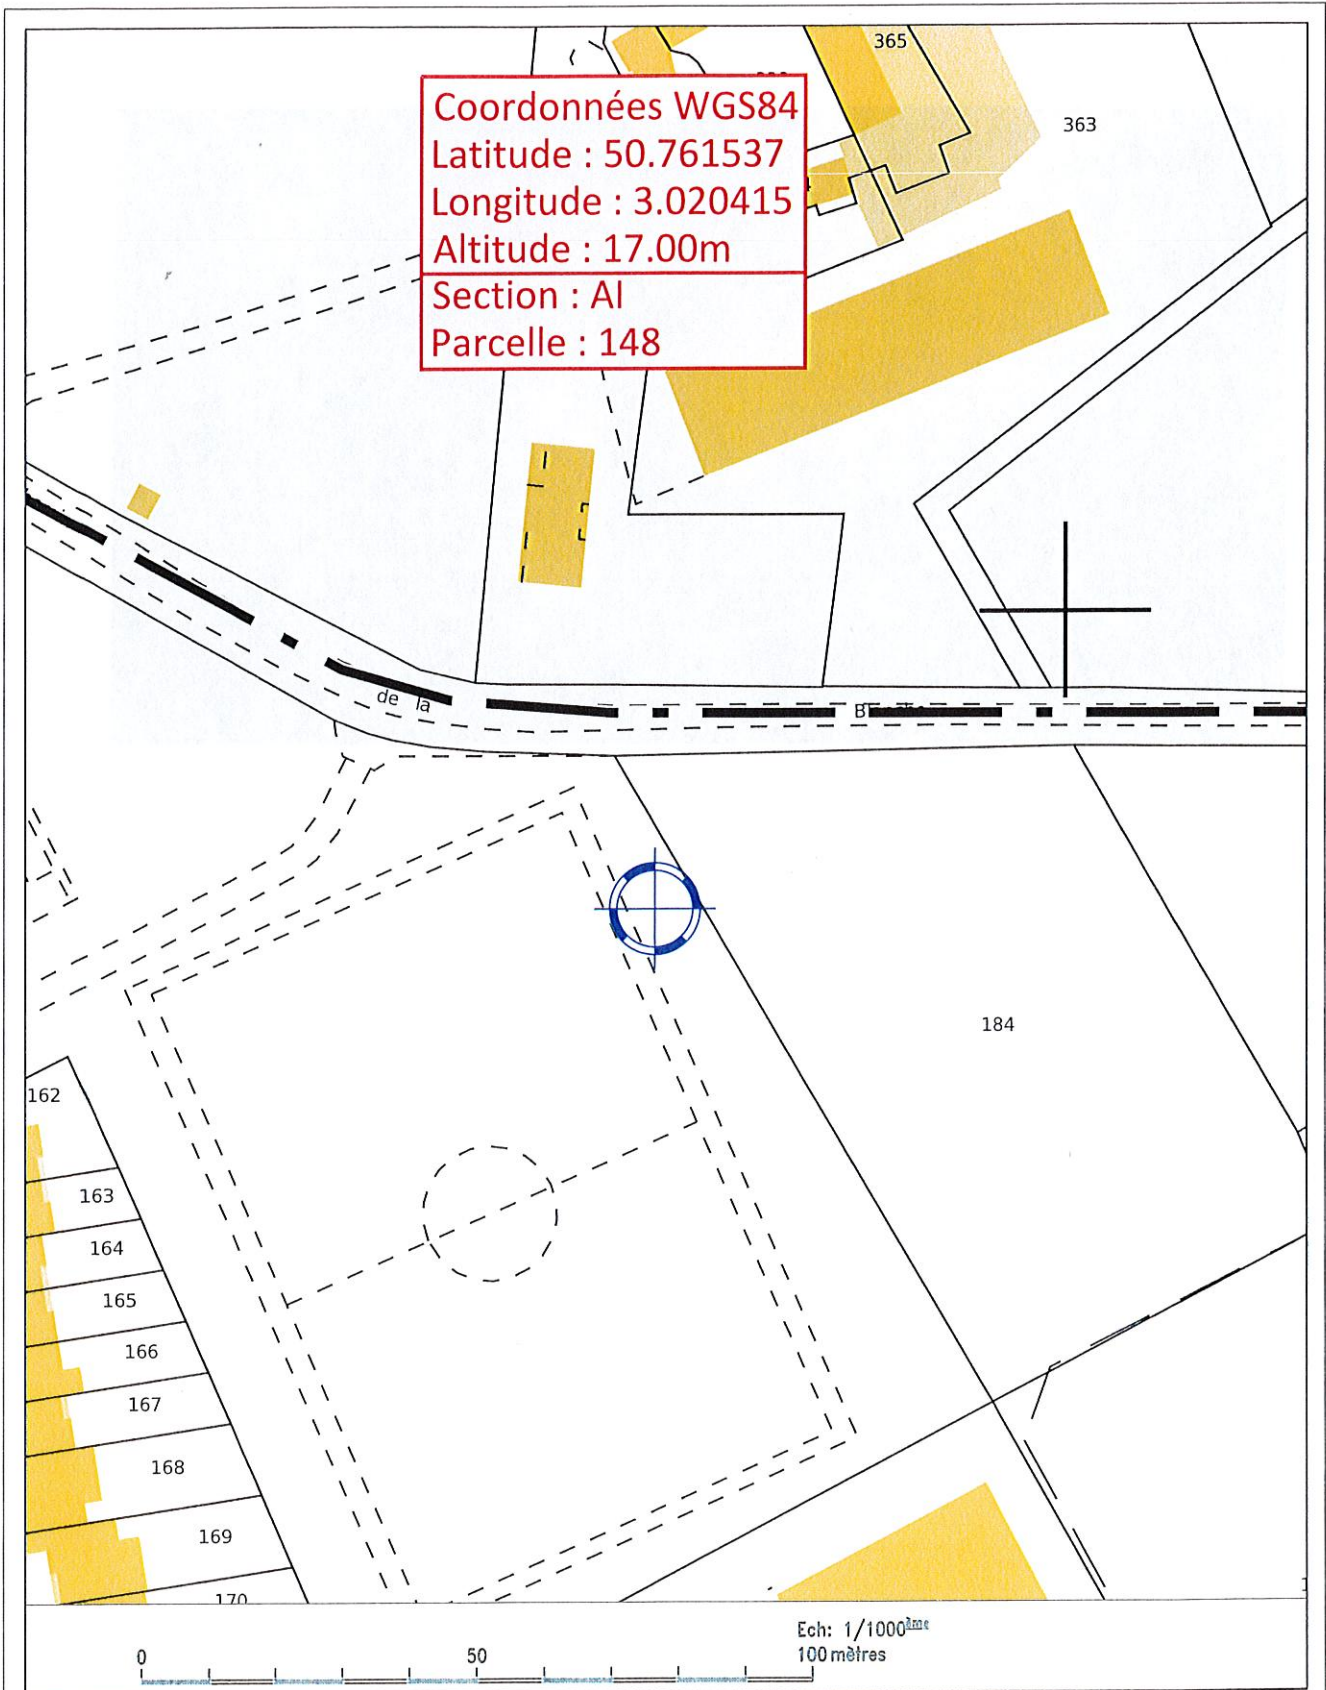 365
363
Coordonnées WGS84
Latitude : 50.761537
Longitude : 3.020415
Altitude : 17.00m
Section : AI
Parcelle : 148
de la
184
162
163
164
165
166
167
168
169
170
Ech: 1/1000ème
0 50 100 mètres